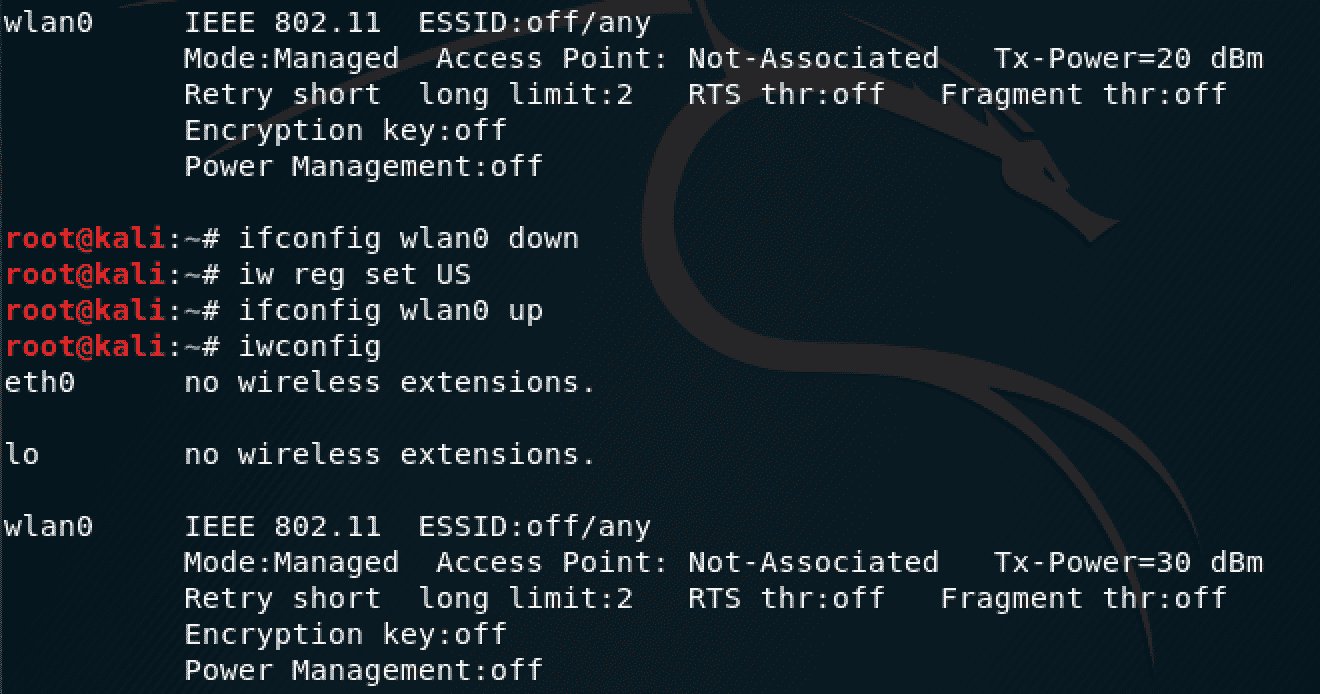 wlan0     IEEE 802.11  ESSID:off/any
          Mode:Managed  Access Point: Not-Associated   Tx-Power=20 dBm
          Retry short  long limit:2   RTS thr:off   Fragment thr:off
          Encryption key:off
          Power Management:off
root@kali:~# ifconfig wlan0 down
root@kali:~# iw reg set US
root@kali:~# ifconfig wlan0 up
root@kali:~# iwconfig
eth0      no wireless extensions.
lo        no wireless extensions.
wlan0     IEEE 802.11  ESSID:off/any
          Mode:Managed  Access Point: Not-Associated   Tx-Power=30 dBm
          Retry short  long limit:2   RTS thr:off   Fragment thr:off
          Encryption key:off
          Power Management:off